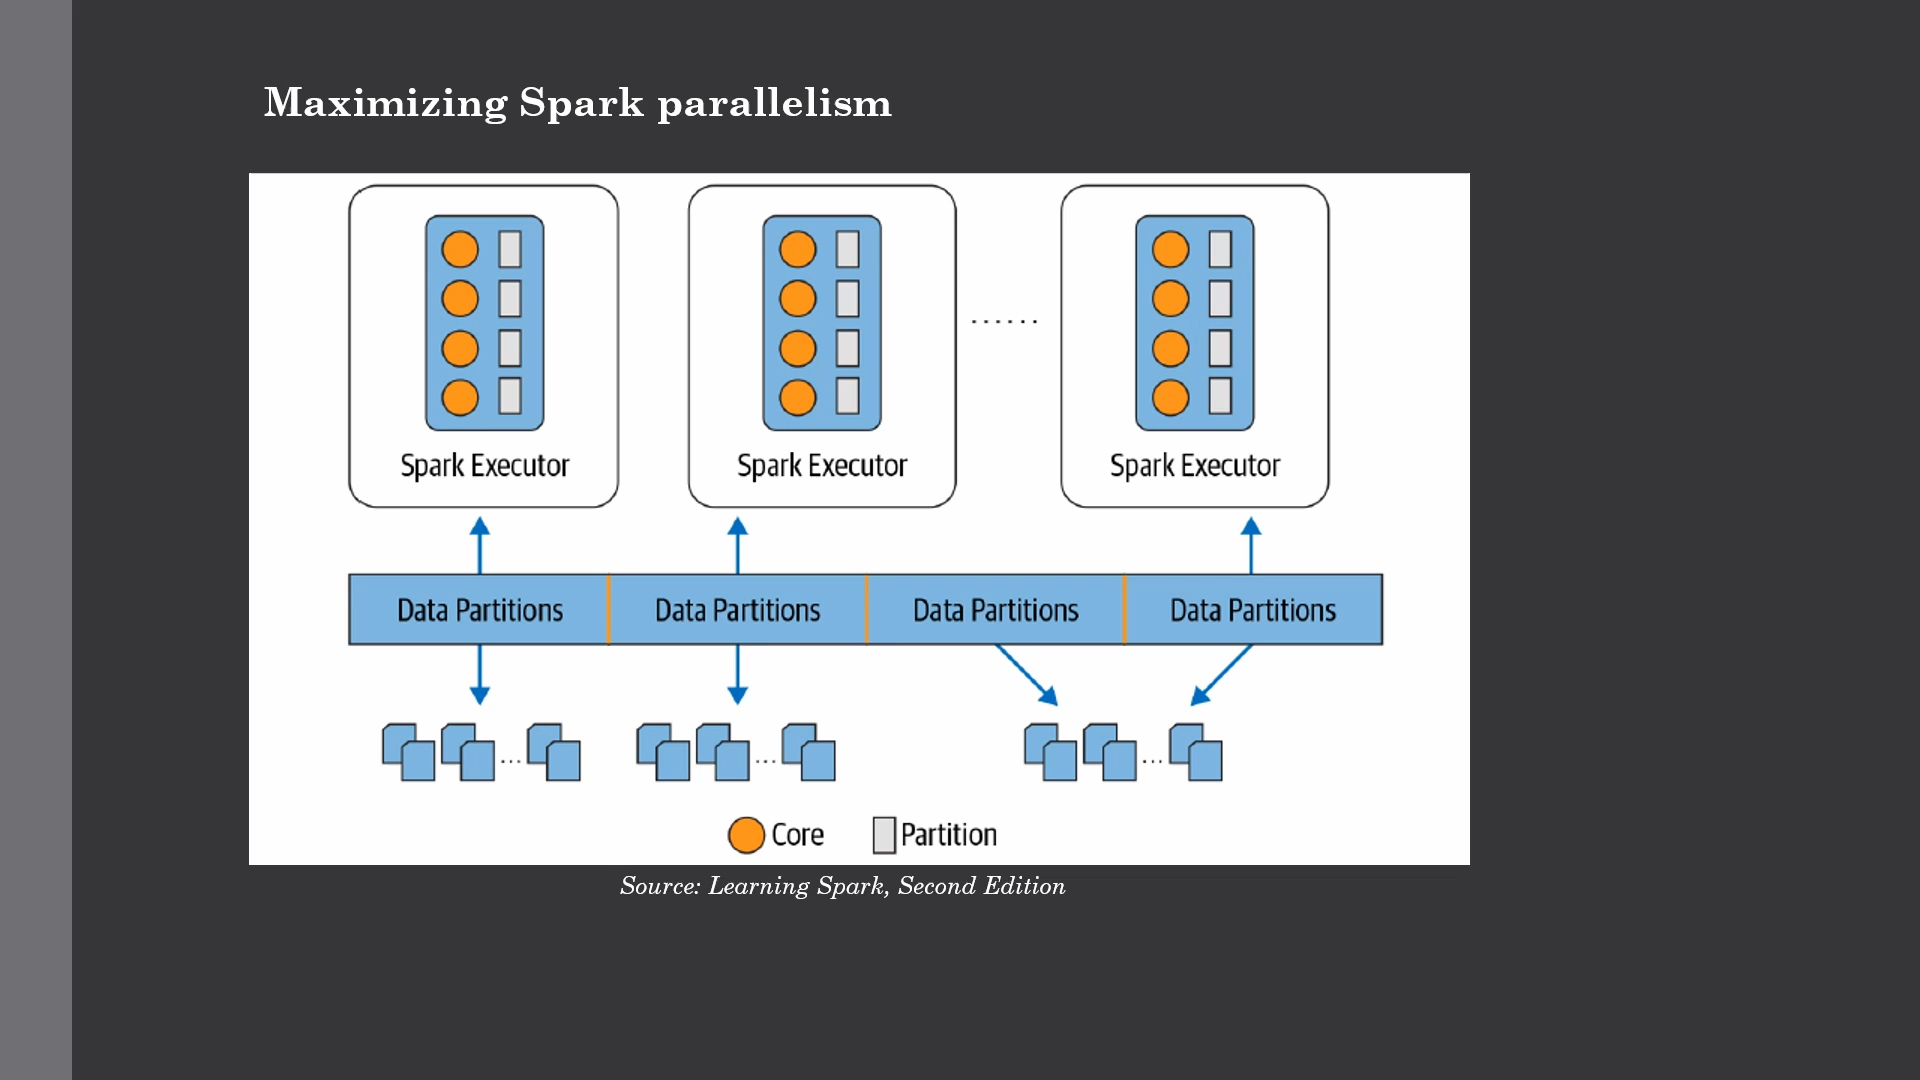 Maximizing Spark parallelism
Spark Executor
Spark Executor
......
Spark Executor
Data Partitions
Data Partitions
Data Partitions
Data Partitions
...
...
...
Core
Partition
Source: Learning Spark, Second Edition